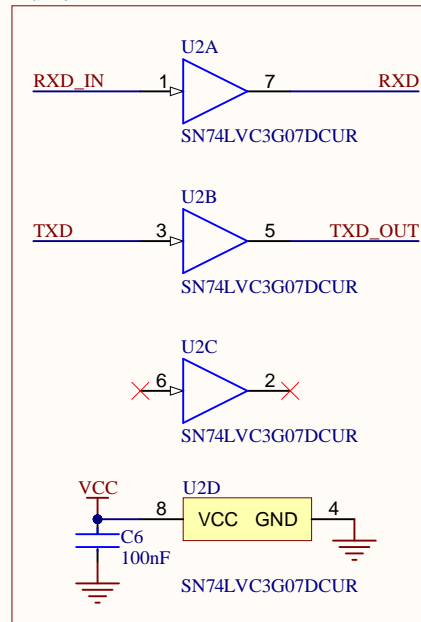 U2A
RXD_IN 1 7 RXD
SN74LVC3G07DCUR
U2B
TXD 3 5 TXD_OUT
SN74LVC3G07DCUR
U2C
6 2
SN74LVC3G07DCUR
VCC U2D
8 VCC GND 4
C6
100nF
SN74LVC3G07DCUR